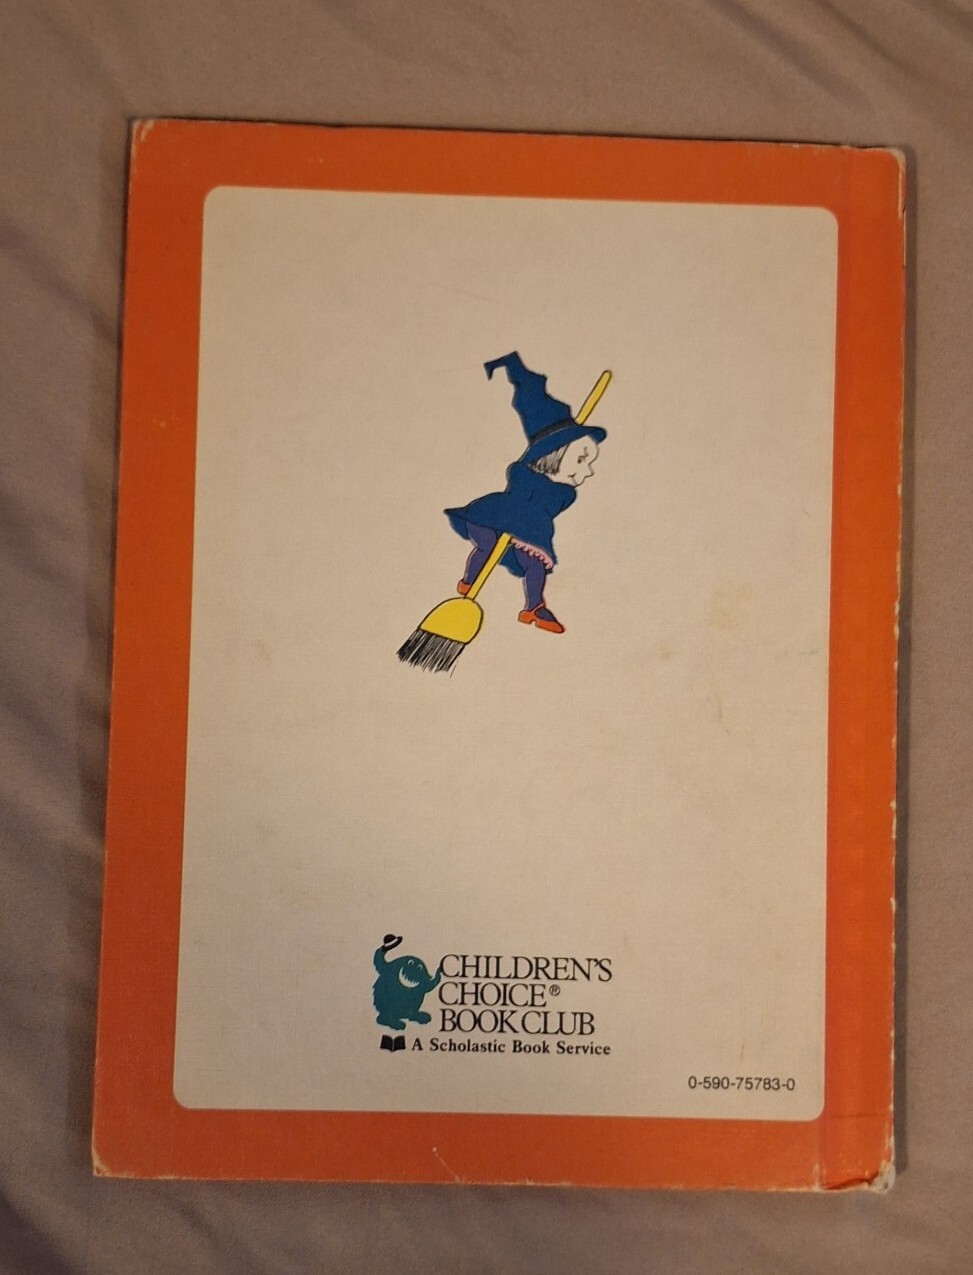 CHILDREN'S
CHOICE®
BOOK CLUB
A Scholastic Book Service
0-590-75783-0